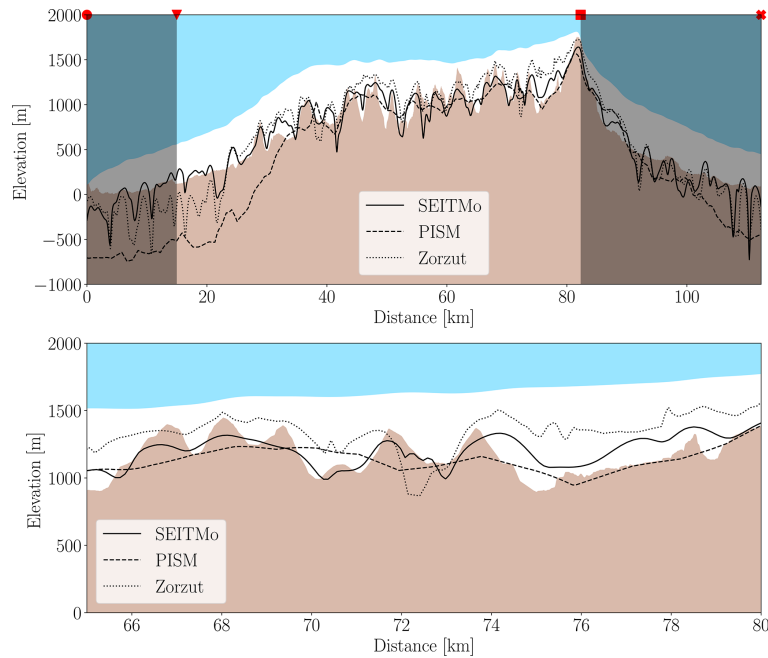 2000
1500
1000
500
0
−500
−1000
Elevation [m]
SEITMo
PISM
Zorzut
0 20 40 60 80 100
Distance [km]
2000
1500
1000
500
0
Elevation [m]
SEITMo
PISM
Zorzut
66 68 70 72 74 76 78 80
Distance [km]